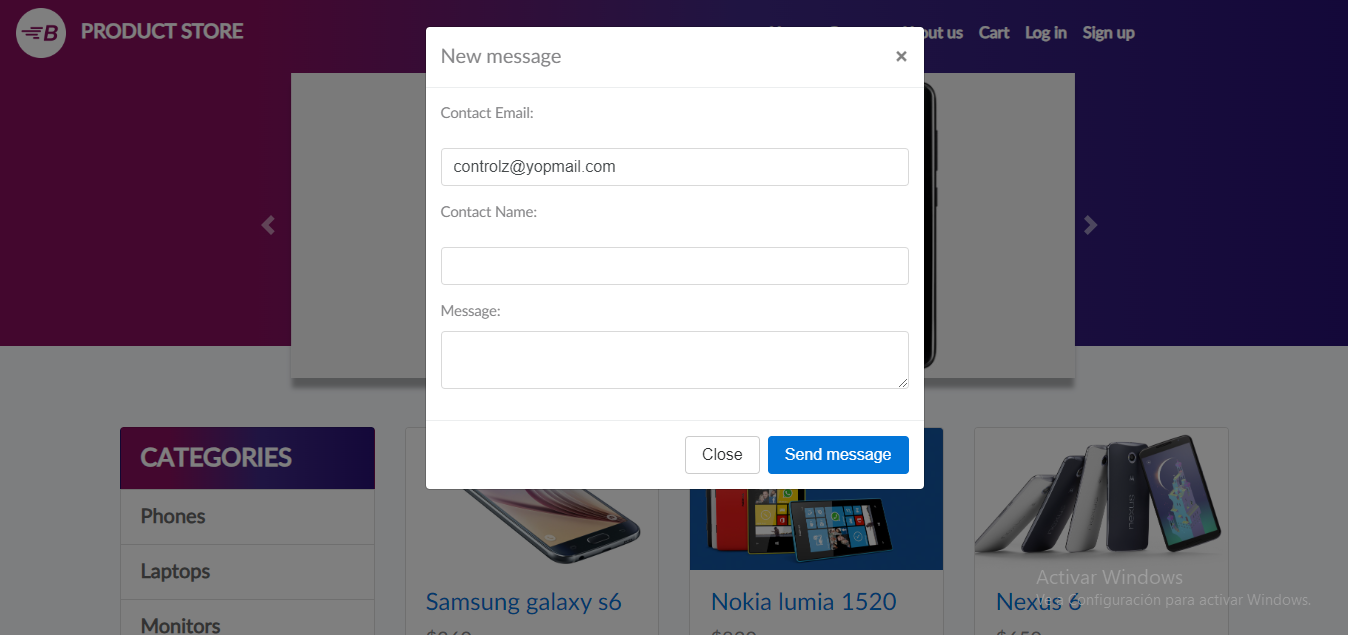 B PRODUCT STORE
out us Cart Log in Sign up
New message ×
Contact Email:
controlz@yopmail.com
Contact Name:
Message:
Close Send message
CATEGORIES
Phones
Laptops
Monitors
Samsung galaxy s6
Nokia lumia 1520
Nexus 6
nexus
Activar Windows
Ve a Configuración para activar Windows.